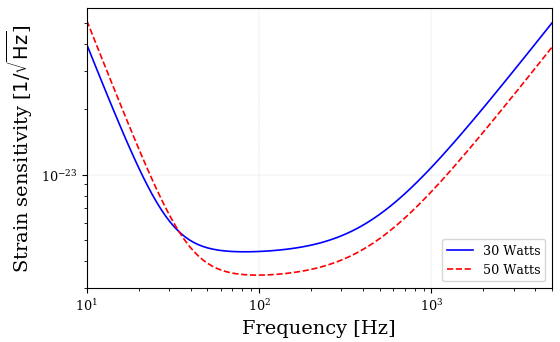 Strain sensitivity [1/√Hz]
10⁻²³
30 Watts
50 Watts
10¹
10²
10³
Frequency [Hz]